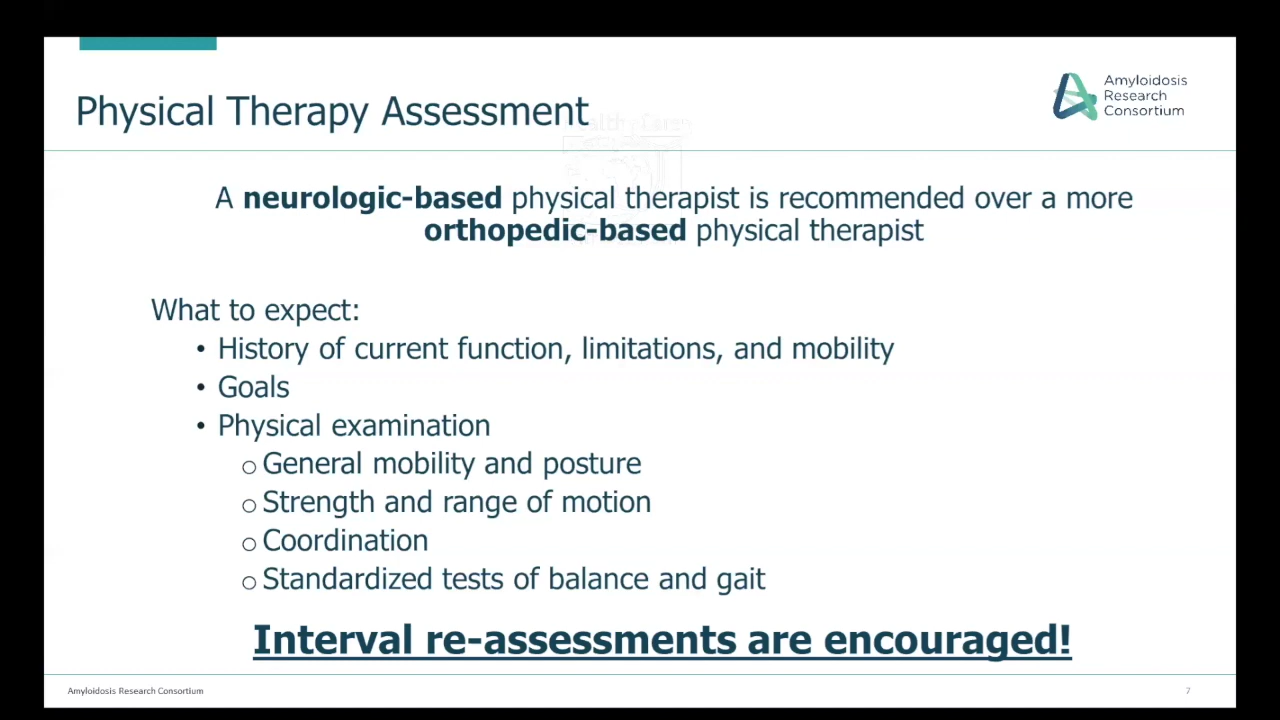 Physical Therapy Assessment
Amyloidosis
Research
Consortium
A neurologic-based physical therapist is recommended over a more
orthopedic-based physical therapist
What to expect:
• History of current function, limitations, and mobility
• Goals
• Physical examination
o General mobility and posture
o Strength and range of motion
o Coordination
o Standardized tests of balance and gait
Interval re-assessments are encouraged!
Amyloidosis Research Consortium
7